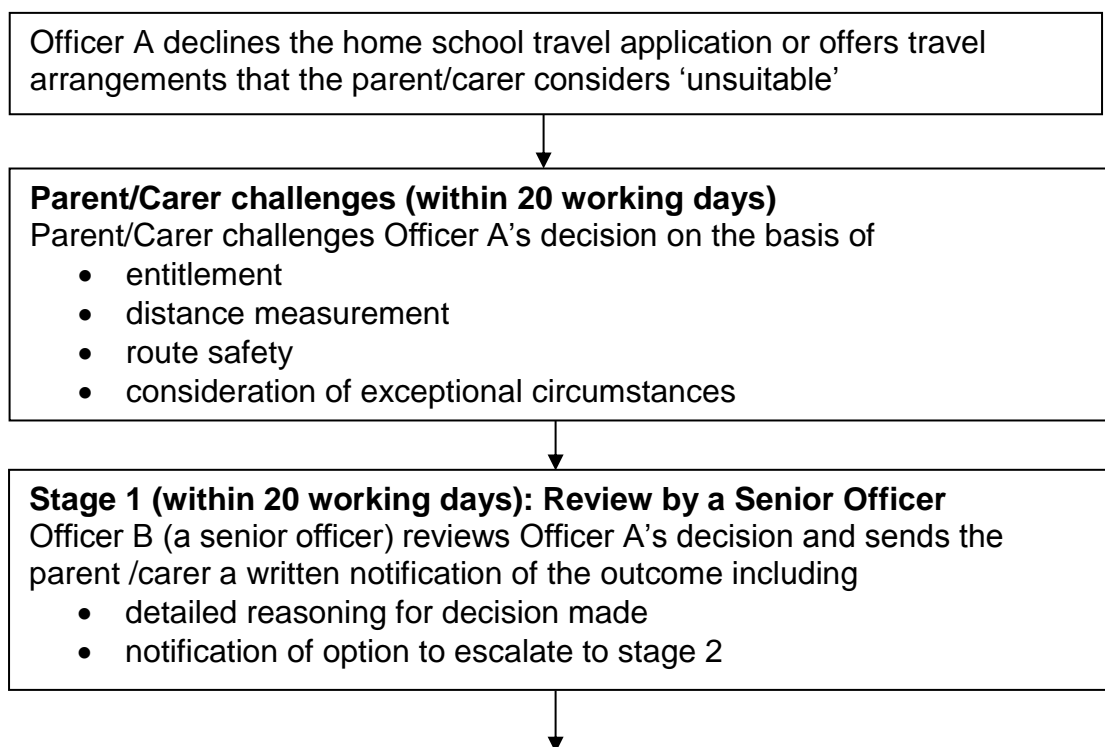 Officer A declines the home school travel application or offers travel
arrangements that the parent/carer considers ‘unsuitable’
Parent/Carer challenges (within 20 working days)
Parent/Carer challenges Officer A’s decision on the basis of
• entitlement
• distance measurement
• route safety
• consideration of exceptional circumstances
Stage 1 (within 20 working days): Review by a Senior Officer
Officer B (a senior officer) reviews Officer A’s decision and sends the
parent /carer a written notification of the outcome including
• detailed reasoning for decision made
• notification of option to escalate to stage 2